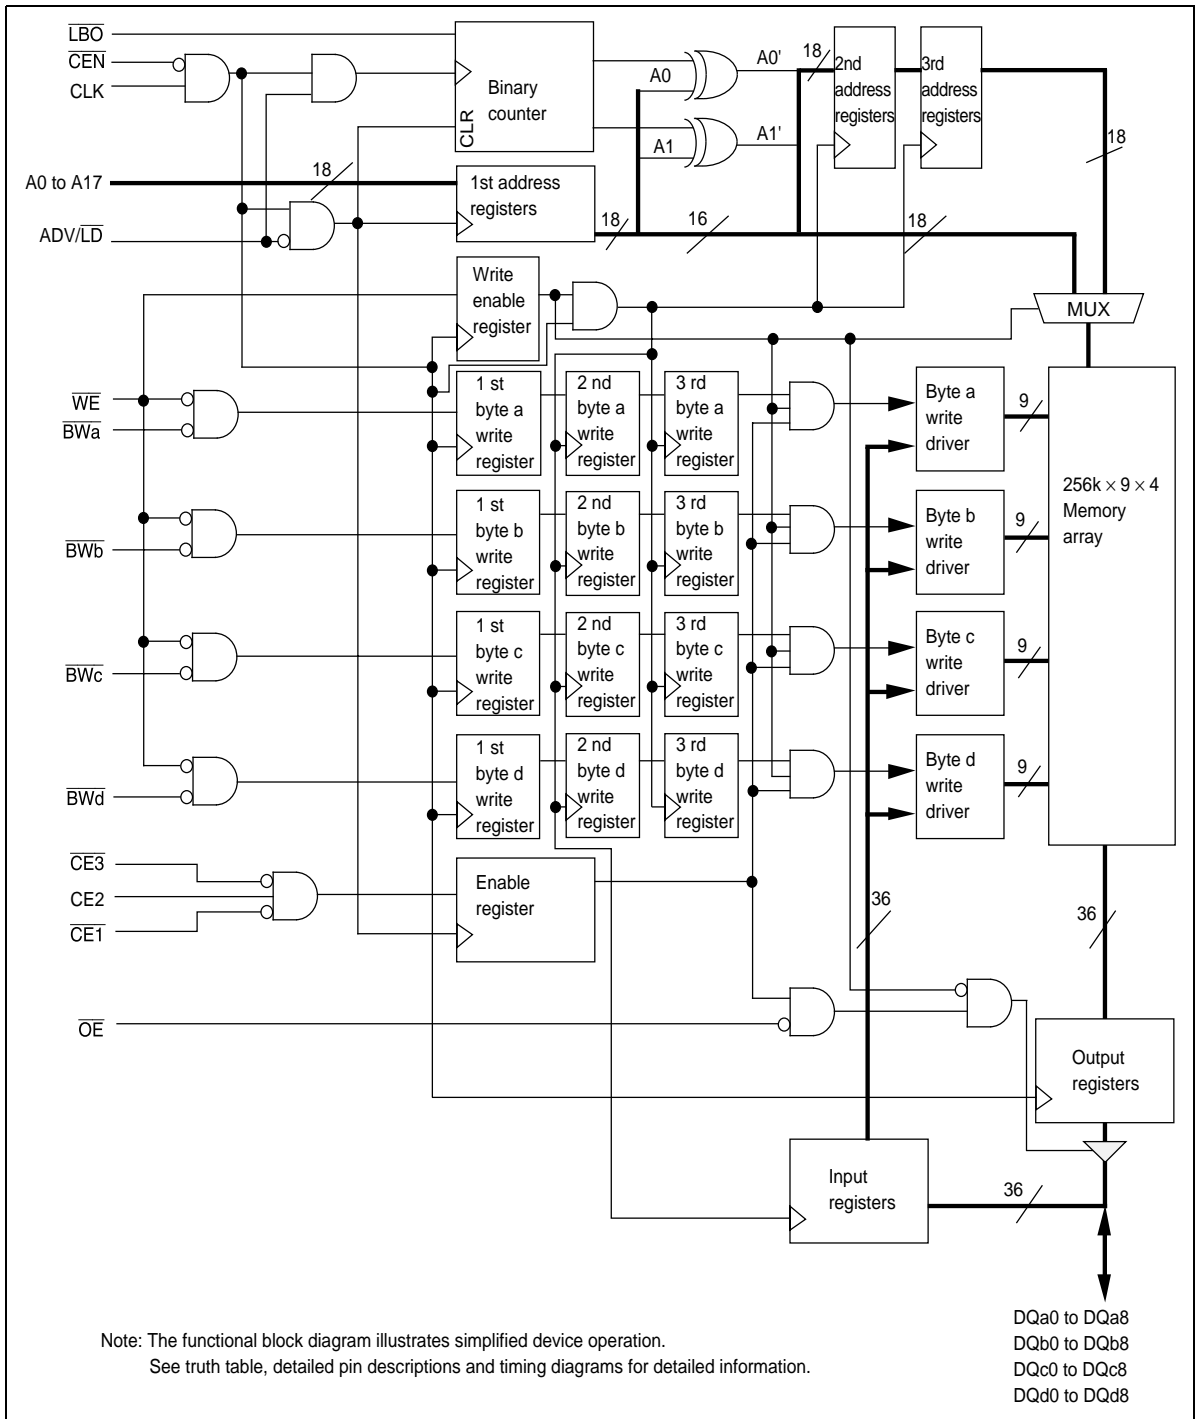 LBO
CEN
CLK
Binary
counter
CLR
A0
A0'
A1
A1'
18
2nd
address
registers
3rd
address
registers
18
A0 to A17
18
1st address
registers
ADV/LD
18
16
18
Write
enable
register
MUX
WE
BWa
1 st
byte a
write
register
2 nd
byte a
write
register
3 rd
byte a
write
register
Byte a
write
driver
9
256k × 9 × 4
Memory
array
BWb
1 st
byte b
write
register
2 nd
byte b
write
register
3 rd
byte b
write
register
Byte b
write
driver
9
BWc
1 st
byte c
write
register
2 nd
byte c
write
register
3 rd
byte c
write
register
Byte c
write
driver
9
BWd
1 st
byte d
write
register
2 nd
byte d
write
register
3 rd
byte d
write
register
Byte d
write
driver
9
CE3
CE2
CE1
Enable
register
36
36
OE
Output
registers
Input
registers
36
DQa0 to DQa8
DQb0 to DQb8
DQc0 to DQc8
DQd0 to DQd8
Note: The functional block diagram illustrates simplified device operation.
See truth table, detailed pin descriptions and timing diagrams for detailed information.